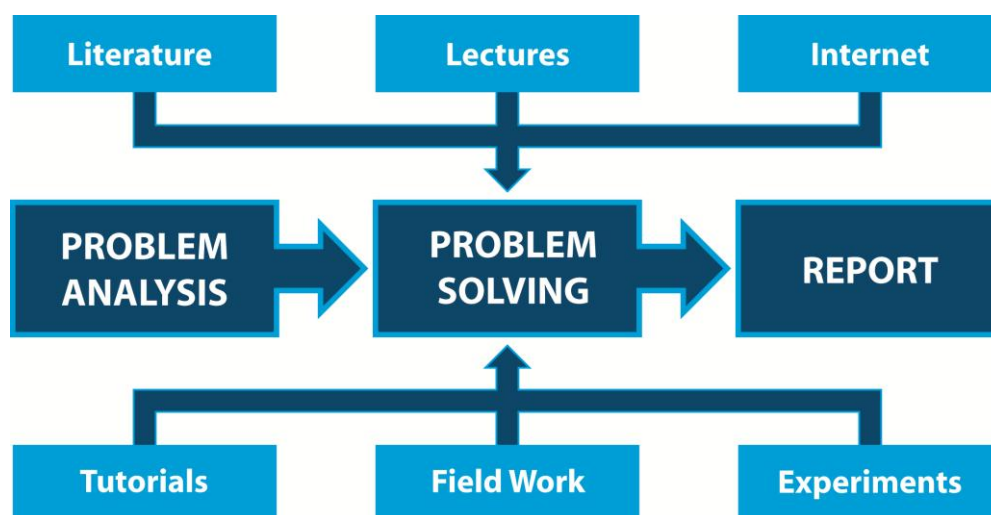 Literature
Lectures
Internet
PROBLEM
ANALYSIS
PROBLEM
SOLVING
REPORT
Tutorials
Field Work
Experiments